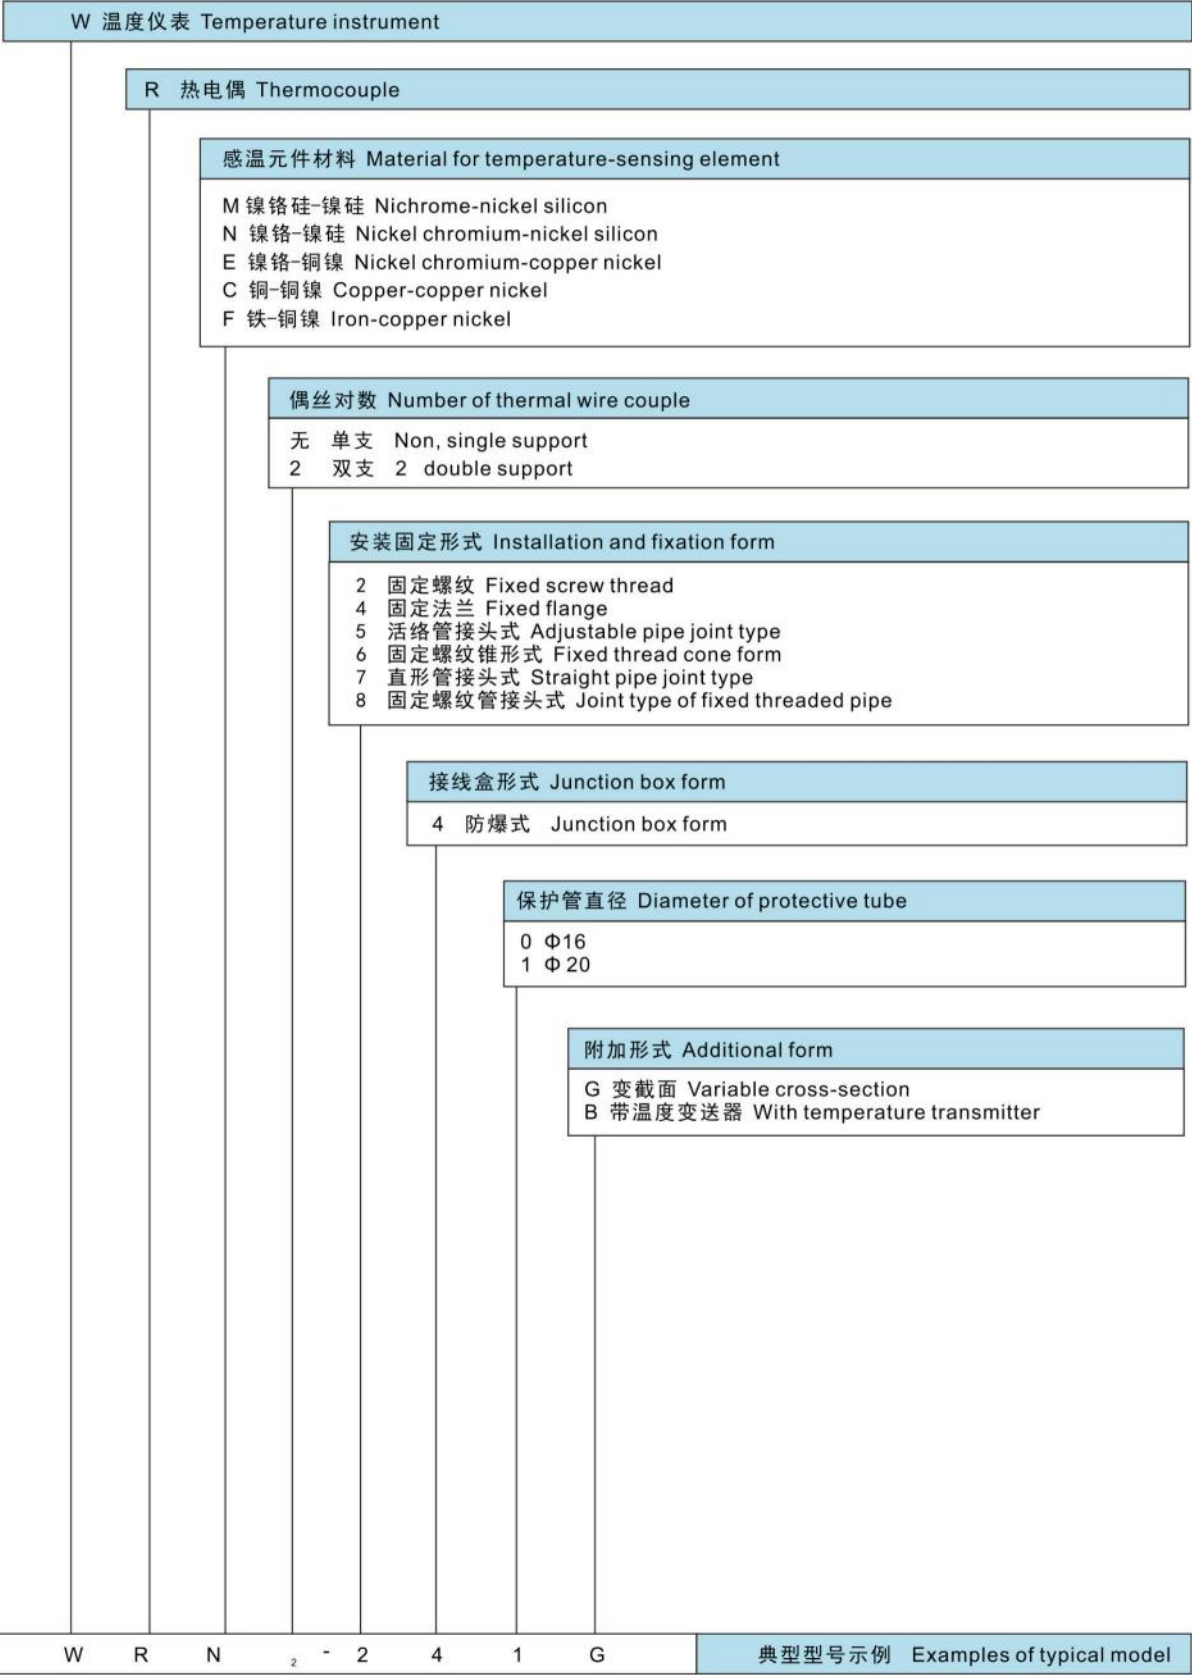 W 温度仪表 Temperature instrument
R 热电偶 Thermocouple
感温元件材料 Material for temperature-sensing element
M 镍铬硅-镍硅 Nichrome-nickel silicon
N 镍铬-镍硅 Nickel chromium-nickel silicon
E 镍铬-铜镍 Nickel chromium-copper nickel
C 铜-铜镍 Copper-copper nickel
F 铁-铜镍 Iron-copper nickel
偶丝对数 Number of thermal wire couple
无 单支 Non, single support
2 双支 2 double support
安装固定形式 Installation and fixation form
2 固定螺纹 Fixed screw thread
4 固定法兰 Fixed flange
5 活络管接头式 Adjustable pipe joint type
6 固定螺纹锥形式 Fixed thread cone form
7 直形管接头式 Straight pipe joint type
8 固定螺纹管接头式 Joint type of fixed threaded pipe
接线盒形式 Junction box form
4 防爆式 Junction box form
保护管直径 Diameter of protective tube
0 Φ16
1 Φ20
附加形式 Additional form
G 变截面 Variable cross-section
B 带温度变送器 With temperature transmitter
W R N 2 - 2 4 1 G 典型型号示例 Examples of typical model